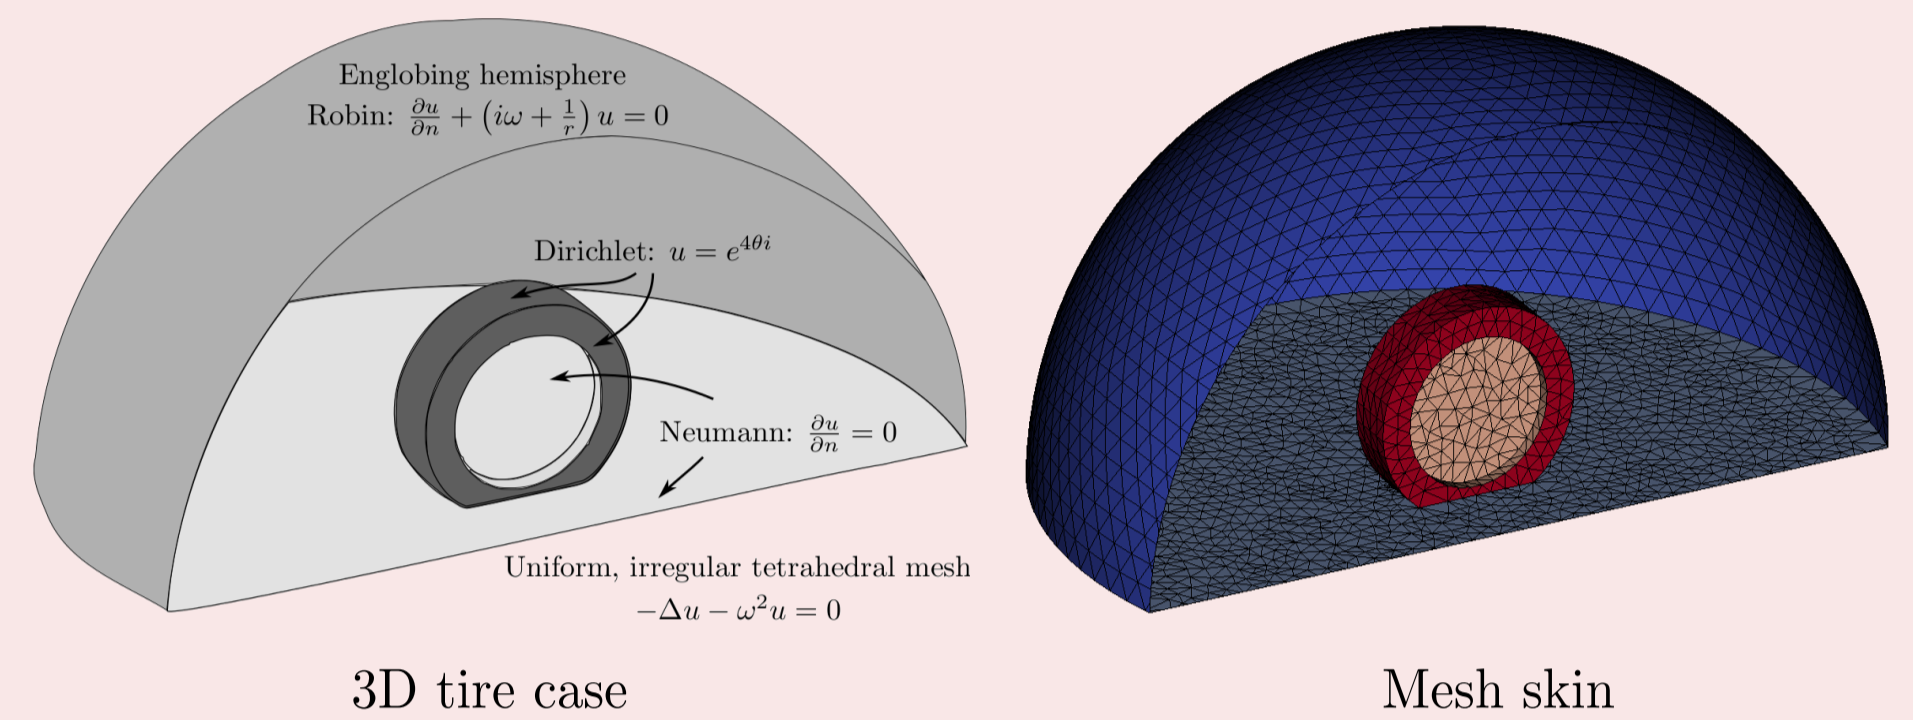 Englobing hemisphere
Robin: ∂u/∂n + (iω + 1/r) u = 0
Dirichlet: u = e^{4θi}
Neumann: ∂u/∂n = 0
Uniform, irregular tetrahedral mesh
−Δu − ω²u = 0
3D tire case
Mesh skin